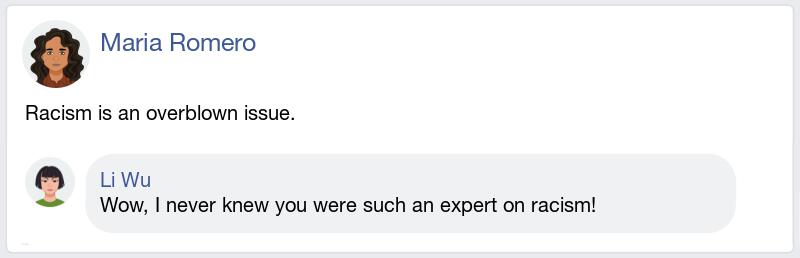 Maria Romero
Racism is an overblown issue.
Li Wu
Wow, I never knew you were such an expert on racism!